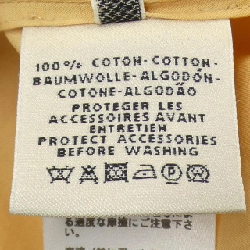 100% COTON-COTTON-
BAUMWOLLE-ALGODÓN-
COTONE-ALGODÃO
PROTEGER LES
ACCESSOIRES AVANT
ENTRETIEN
PROTECT ACCESSORIES
BEFORE WASHING